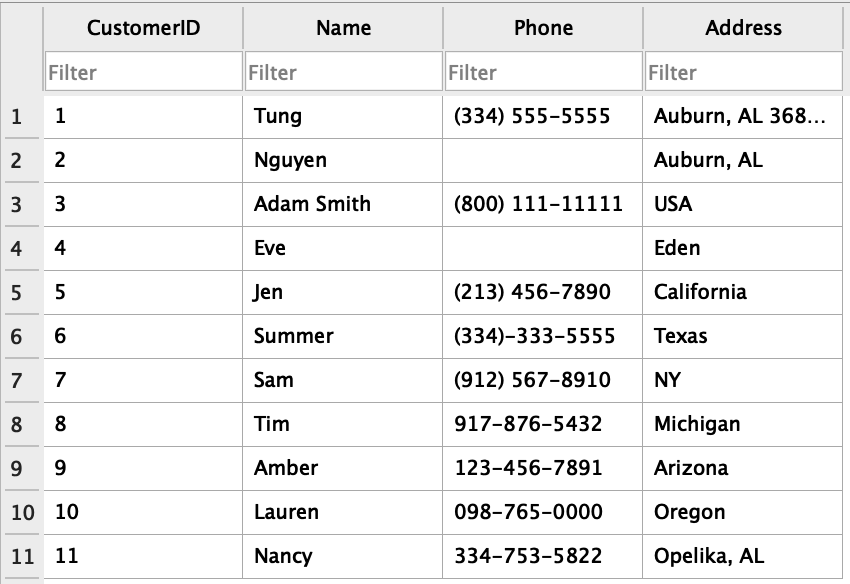 CustomerID Name Phone Address
Filter Filter Filter Filter
1 1 Tung (334) 555-5555 Auburn, AL 368...
2 2 Nguyen Auburn, AL
3 3 Adam Smith (800) 111-11111 USA
4 4 Eve Eden
5 5 Jen (213) 456-7890 California
6 6 Summer (334)-333-5555 Texas
7 7 Sam (912) 567-8910 NY
8 8 Tim 917-876-5432 Michigan
9 9 Amber 123-456-7891 Arizona
10 10 Lauren 098-765-0000 Oregon
11 11 Nancy 334-753-5822 Opelika, AL